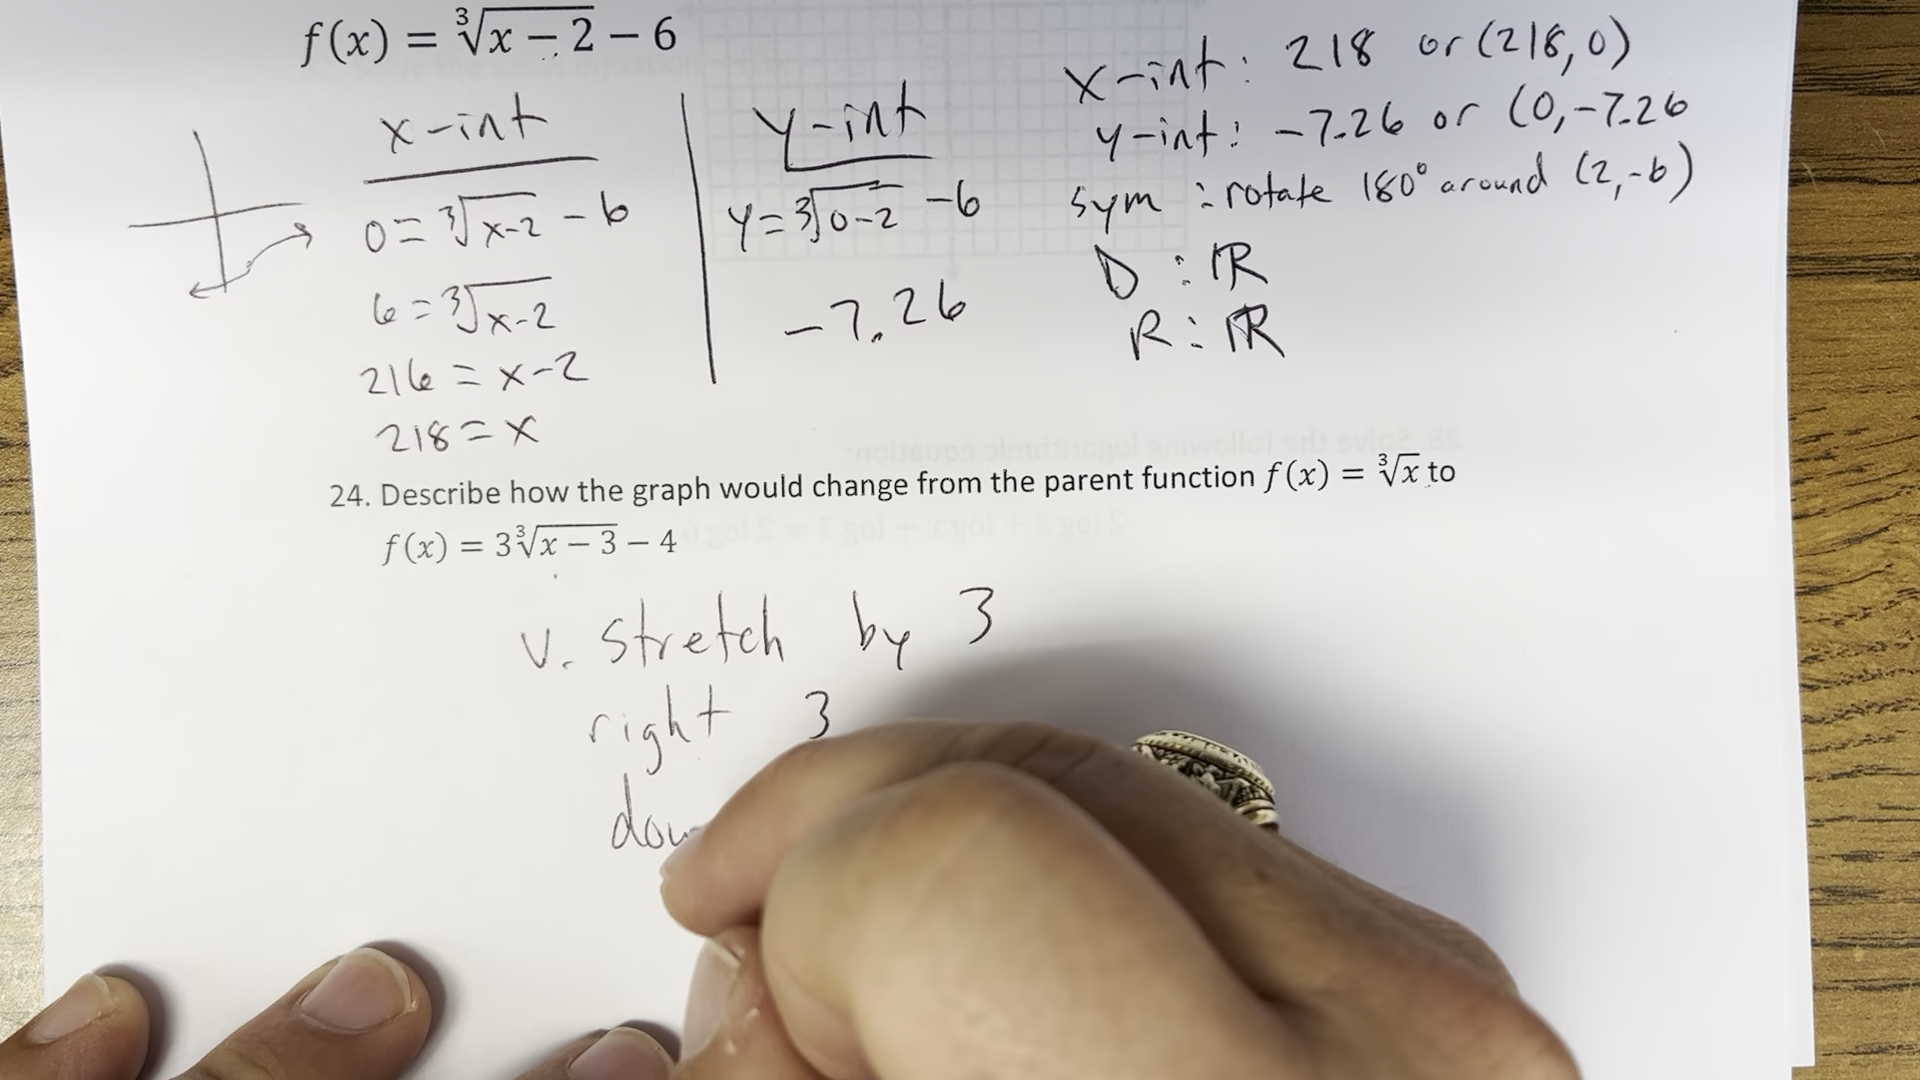 f(x) = ∛x − 2 − 6
x-int
0 = ∛x-2 - 6
6 = ∛x-2
216 = x-2
218 = x
y-int
y = ∛0-2 - 6
-7.26
x-int: 218 or (218,0)
y-int: -7.26 or (0,-7.26
sym : rotate 180° around (2,-6)
D : ℝ
R : ℝ
24. Describe how the graph would change from the parent function f(x) = ∛x to
f(x) = 3∛x − 3 − 4
v. stretch by 3
right 3